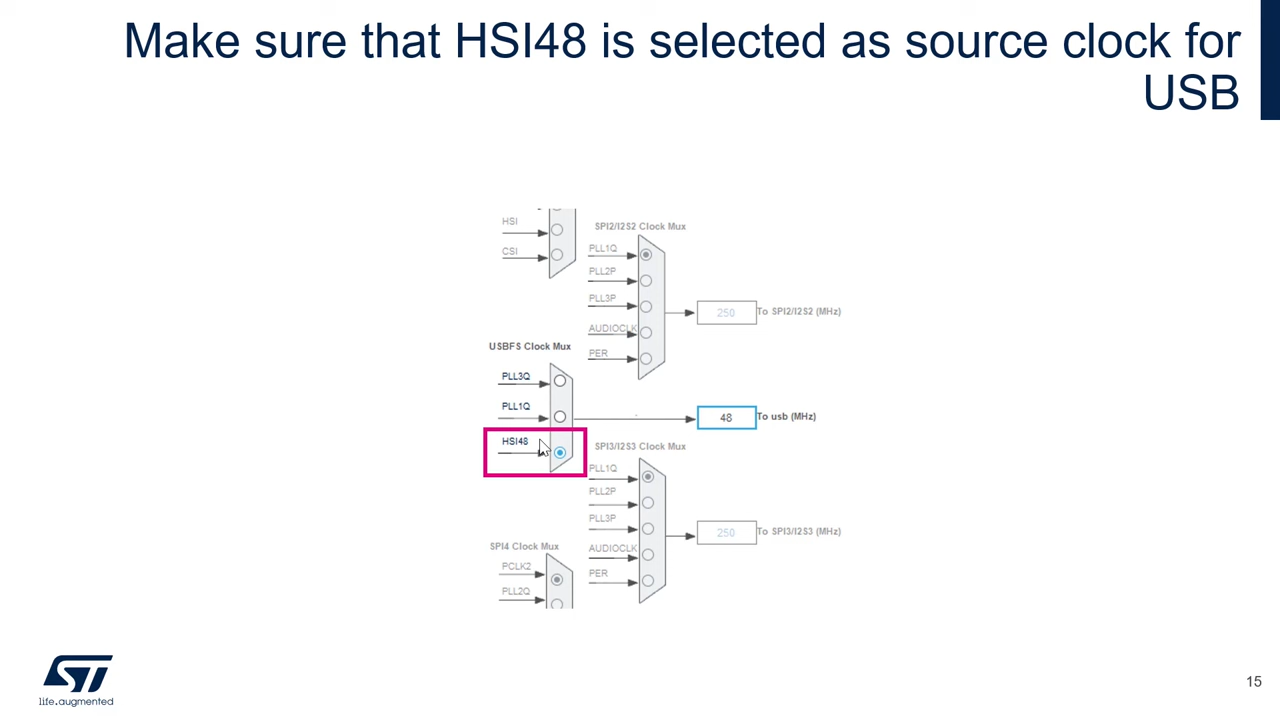 Make sure that HSI48 is selected as source clock for
USB
HSI
CSI
SPI2/I2S2 Clock Mux
PLL1Q
PLL2P
PLL3P
AUDIOCLK
PER
250
To SPI2/I2S2 (MHz)
USBFS Clock Mux
PLL3Q
PLL1Q
HSI48
48
To usb (MHz)
SPI3/I2S3 Clock Mux
PLL1Q
PLL2P
PLL3P
AUDIOCLK
PER
250
To SPI3/I2S3 (MHz)
SPI4 Clock Mux
PCLK2
PLL2Q
ST
life.augmented
15